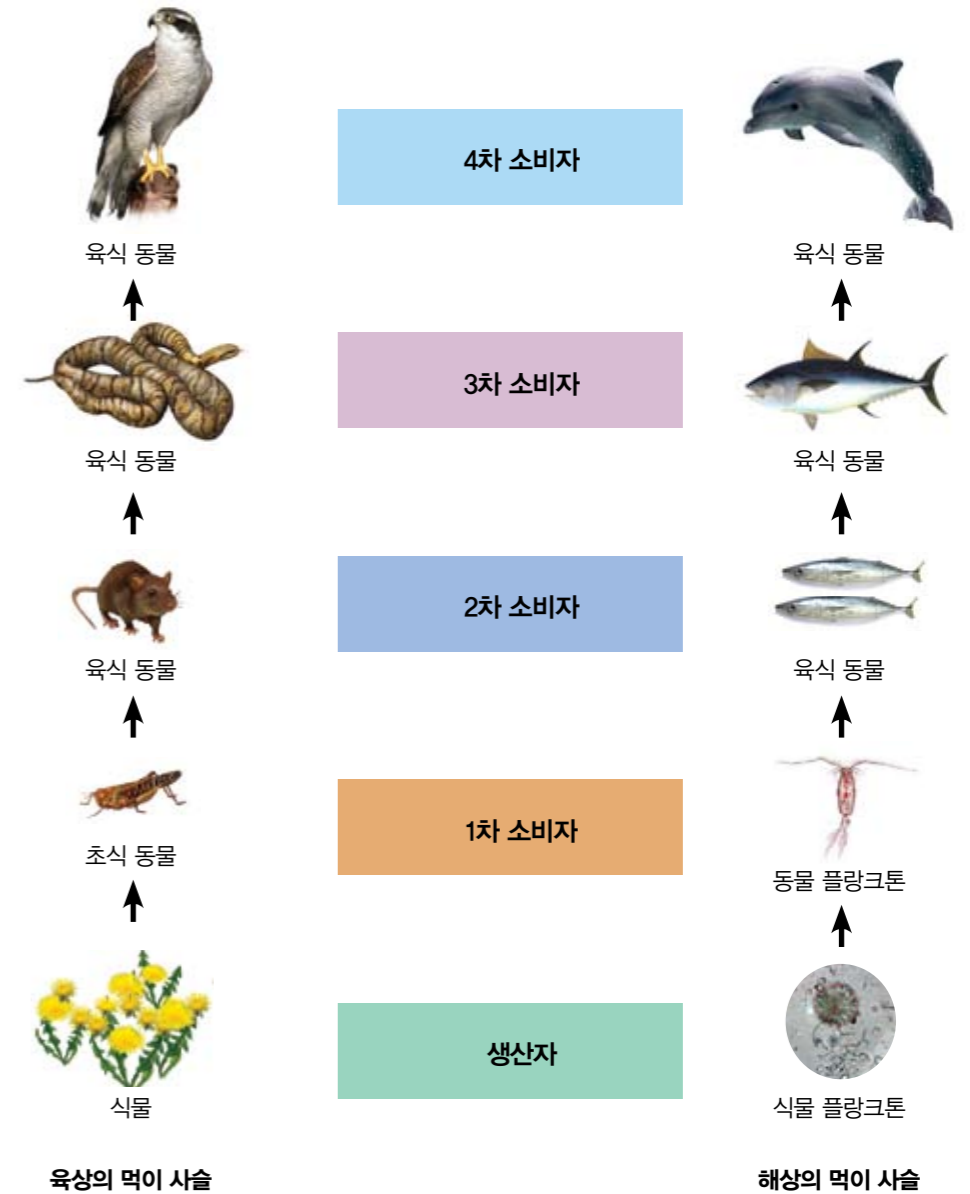 4차 소비자
육식 동물
육식 동물
3차 소비자
육식 동물
육식 동물
2차 소비자
육식 동물
육식 동물
1차 소비자
초식 동물
동물 플랑크톤
생산자
식물
식물 플랑크톤
육상의 먹이 사슬
해상의 먹이 사슬